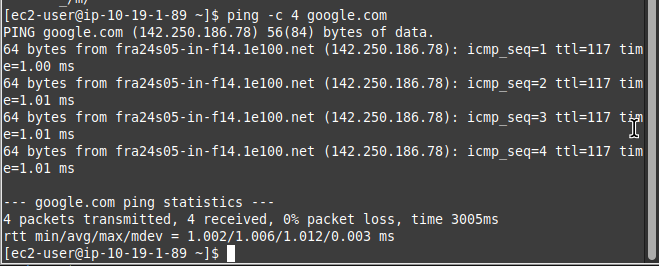 [ec2-user@ip-10-19-1-89 ~]$ ping -c 4 google.com
PING google.com (142.250.186.78) 56(84) bytes of data.
64 bytes from fra24s05-in-f14.1e100.net (142.250.186.78): icmp_seq=1 ttl=117 tim
e=1.00 ms
64 bytes from fra24s05-in-f14.1e100.net (142.250.186.78): icmp_seq=2 ttl=117 tim
e=1.01 ms
64 bytes from fra24s05-in-f14.1e100.net (142.250.186.78): icmp_seq=3 ttl=117 tim
e=1.01 ms
64 bytes from fra24s05-in-f14.1e100.net (142.250.186.78): icmp_seq=4 ttl=117 tim
e=1.01 ms

--- google.com ping statistics ---
4 packets transmitted, 4 received, 0% packet loss, time 3005ms
rtt min/avg/max/mdev = 1.002/1.006/1.012/0.003 ms
[ec2-user@ip-10-19-1-89 ~]$